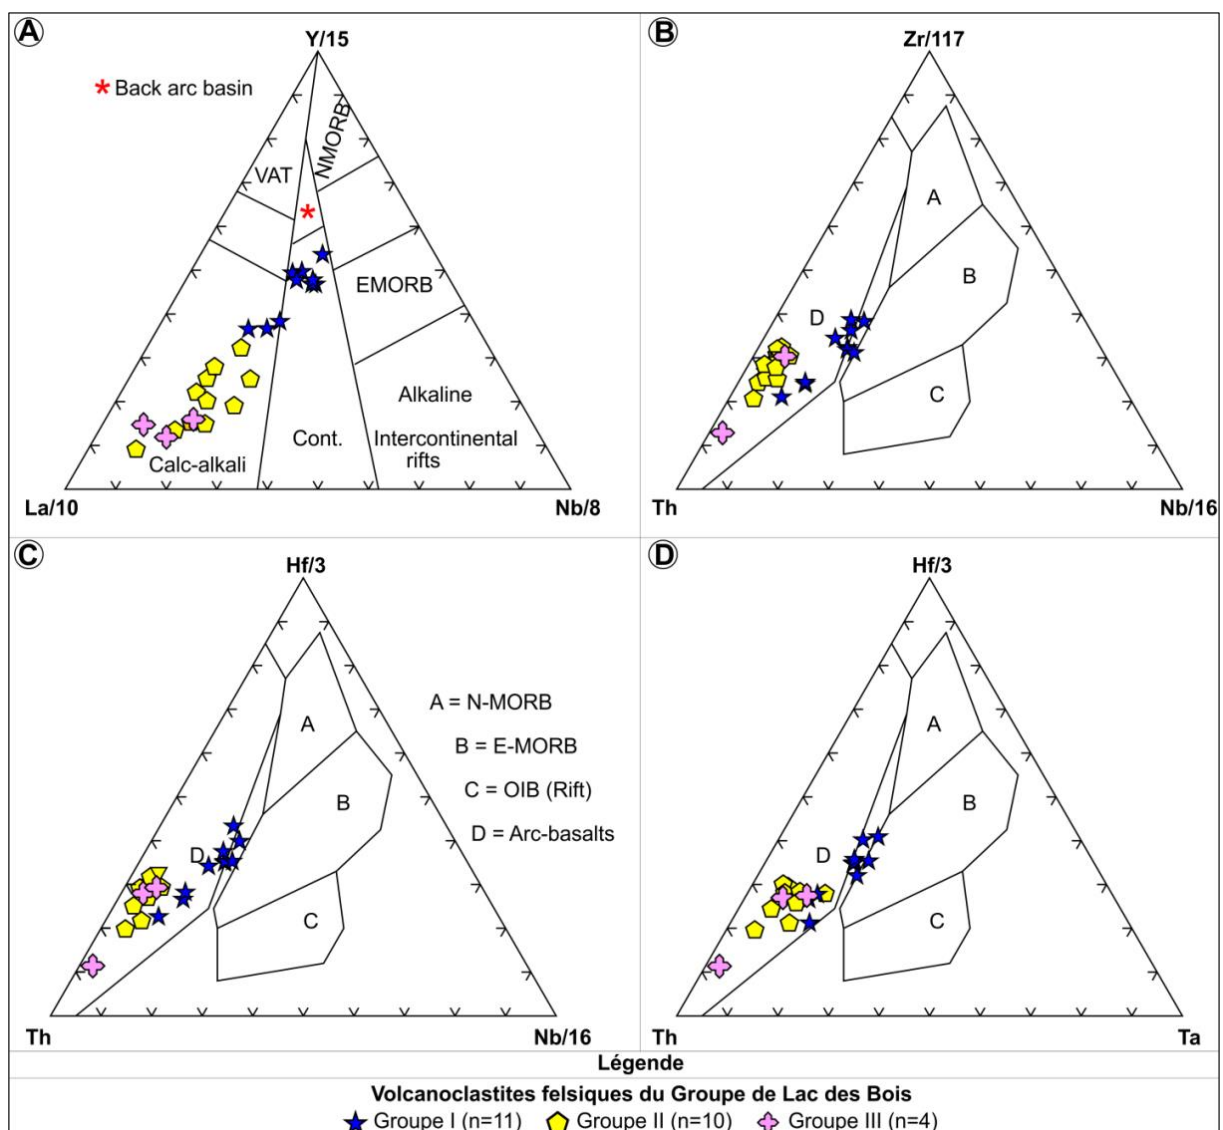 A
Y/15
* Back arc basin
NMORB
VAT
EMORB
Alkaline
Cont.
Intercontinental
rifts
Calc-alkali
La/10
Nb/8
B
Zr/117
A
B
D
C
Th
Nb/16
C
Hf/3
A = N-MORB
B = E-MORB
C = OIB (Rift)
D = Arc-basalts
A
B
D
C
Th
Nb/16
D
Hf/3
A
B
D
C
Th
Ta
Légende
Volcanoclastites felsiques du Groupe de Lac des Bois
Groupe I (n=11) Groupe II (n=10) Groupe III (n=4)